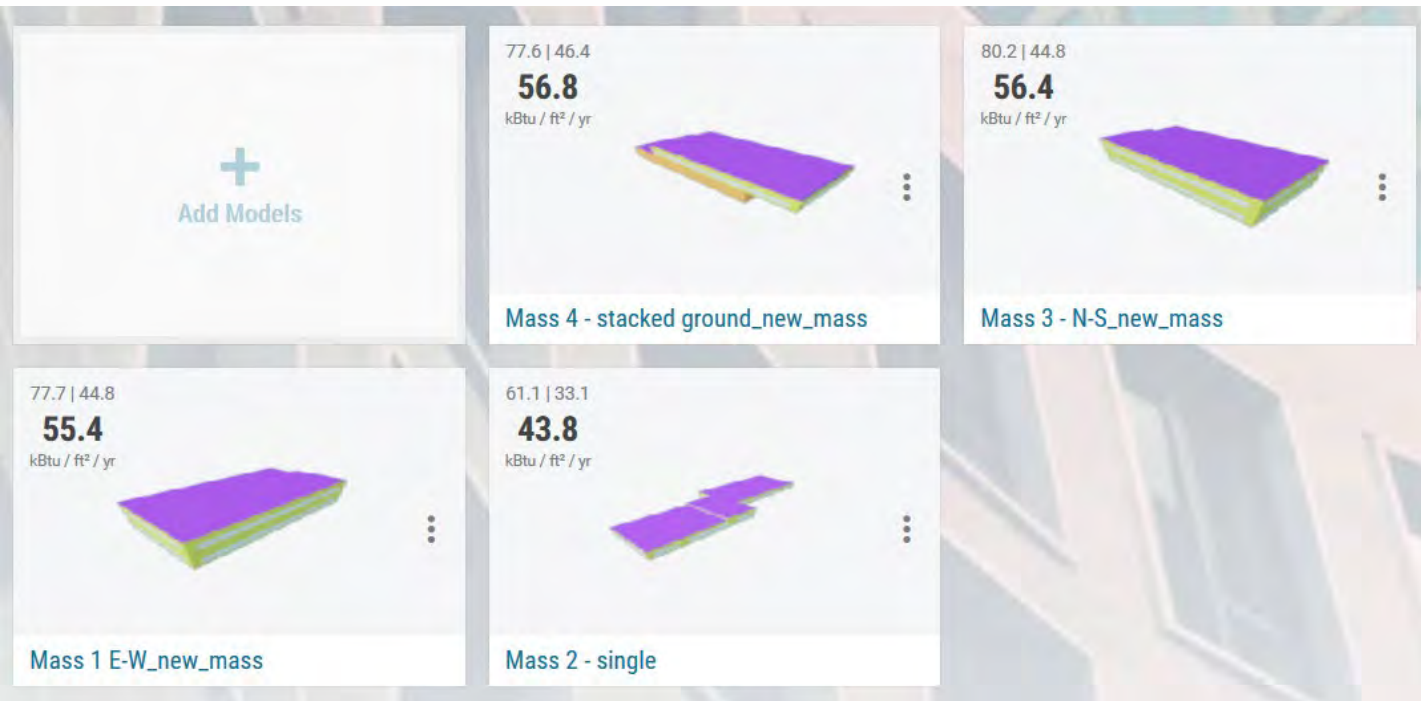 +
Add Models
77.6 | 46.4
56.8
kBtu / ft² / yr
Mass 4 - stacked ground_new_mass
80.2 | 44.8
56.4
kBtu / ft² / yr
Mass 3 - N-S_new_mass
77.7 | 44.8
55.4
kBtu / ft² / yr
Mass 1 E-W_new_mass
61.1 | 33.1
43.8
kBtu / ft² / yr
Mass 2 - single